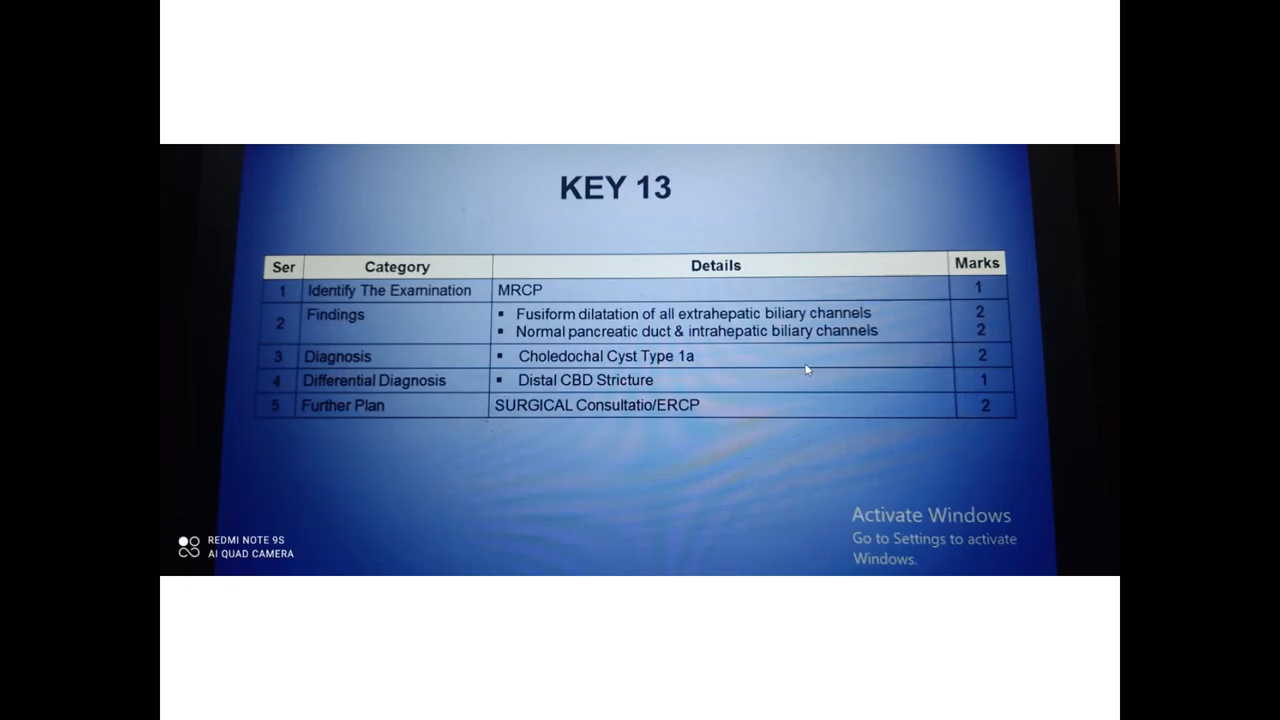 KEY 13
Ser Category Details Marks
1 Identify The Examination MRCP 1
2 Findings ▪ Fusiform dilatation of all extrahepatic biliary channels 2
▪ Normal pancreatic duct & intrahepatic biliary channels 2
3 Diagnosis ▪ Choledochal Cyst Type 1a 2
4 Differential Diagnosis ▪ Distal CBD Stricture 1
5 Further Plan SURGICAL Consultatio/ERCP 2
Activate Windows
Go to Settings to activate
Windows.
REDMI NOTE 9S
AI QUAD CAMERA